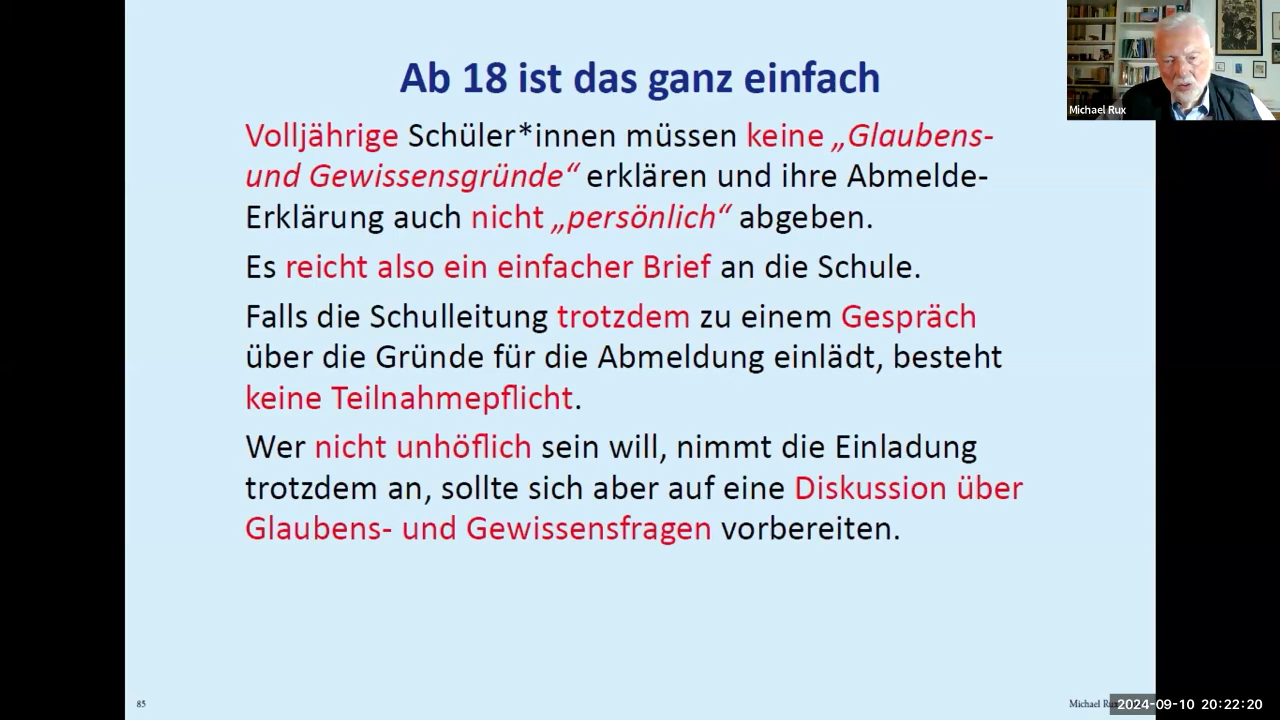 Ab 18 ist das ganz einfach
Michael Rux
Volljährige Schüler*innen müssen keine „Glaubens-
und Gewissensgründe“ erklären und ihre Abmelde-
Erklärung auch nicht „persönlich“ abgeben.
Es reicht also ein einfacher Brief an die Schule.
Falls die Schulleitung trotzdem zu einem Gespräch
über die Gründe für die Abmeldung einlädt, besteht
keine Teilnahmepflicht.
Wer nicht unhöflich sein will, nimmt die Einladung
trotzdem an, sollte sich aber auf eine Diskussion über
Glaubens- und Gewissensfragen vorbereiten.
85
Michael Rux
2024-09-10 20:22:20